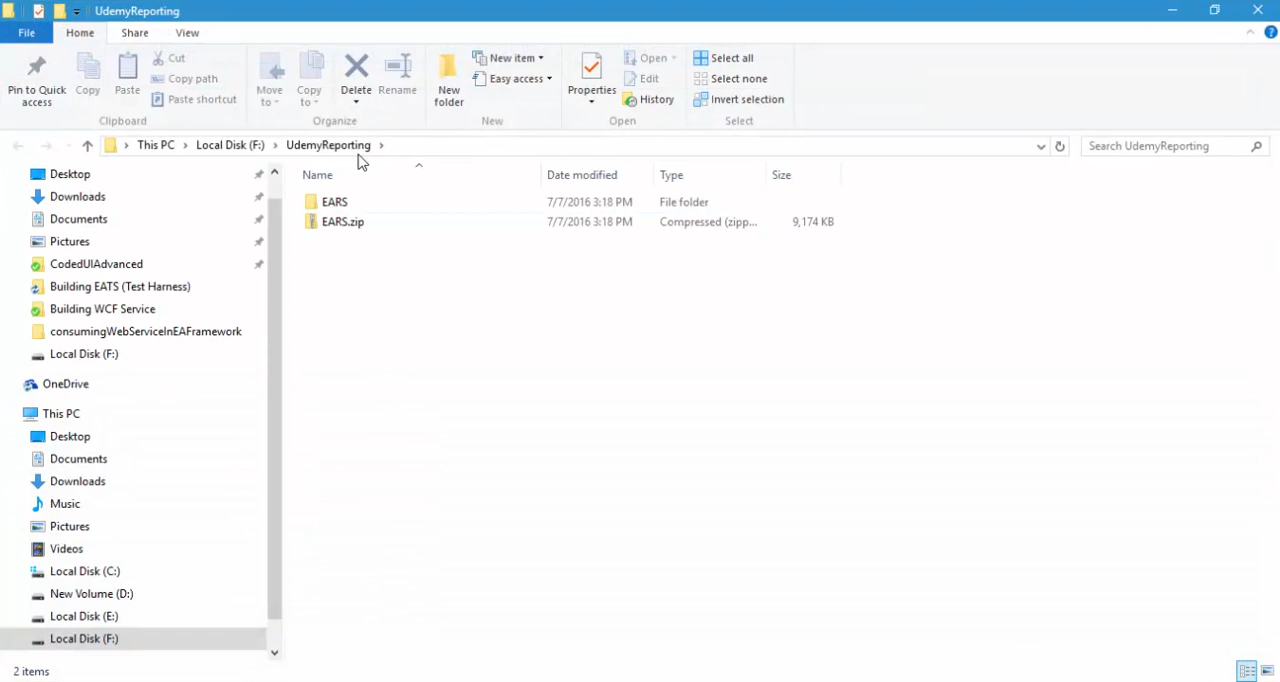 UdemyReporting
File Home Share View
Pin to Quick access
Copy
Paste
Cut
Copy path
Paste shortcut
Clipboard
Move to
Copy to
Delete
Rename
Organize
New folder
New item
Easy access
New
Properties
Open
Edit
History
Open
Select all
Select none
Invert selection
Select
This PC > Local Disk (F:) > UdemyReporting >
Search UdemyReporting
Desktop
Downloads
Documents
Pictures
CodedUIAdvanced
Building EATS (Test Harness)
Building WCF Service
consumingWebServiceInEAFramework
Local Disk (F:)
OneDrive
This PC
Desktop
Documents
Downloads
Music
Pictures
Videos
Local Disk (C:)
New Volume (D:)
Local Disk (E:)
Local Disk (F:)
Name Date modified Type Size
EARS 7/7/2016 3:18 PM File folder
EARS.zip 7/7/2016 3:18 PM Compressed (zipp... 9,174 KB
2 items